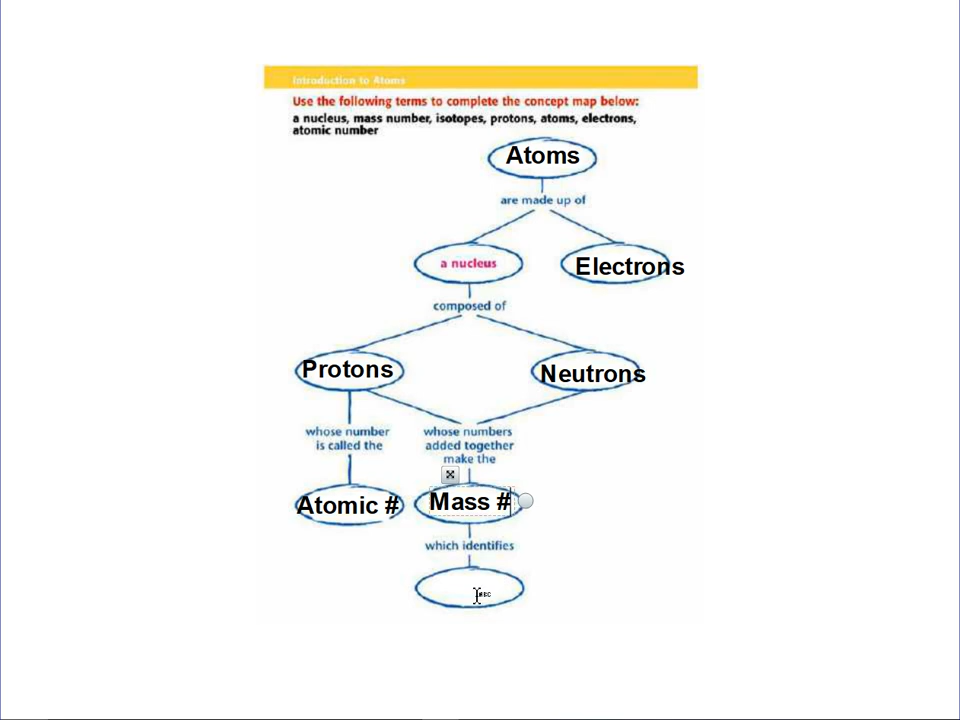 Introduction to Atoms
Use the following terms to complete the concept map below:
a nucleus, mass number, isotopes, protons, atoms, electrons,
atomic number
Atoms
are made up of
a nucleus
Electrons
composed of
Protons
Neutrons
whose number
is called the
whose numbers
added together
make the
Atomic #
Mass #
which identifies
ABC